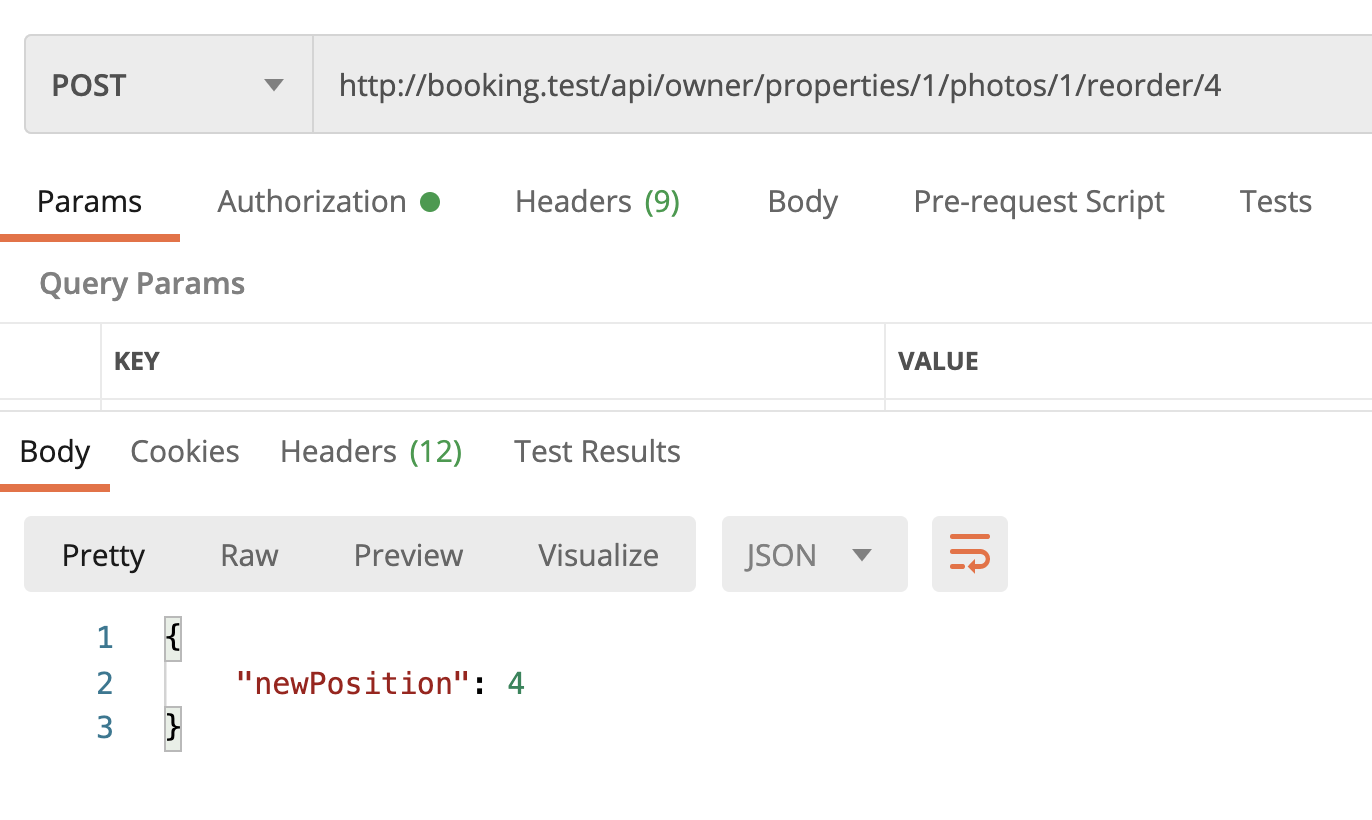 POST http://booking.test/api/owner/properties/1/photos/1/reorder/4
Params Authorization Headers (9) Body Pre-request Script Tests
Query Params
KEY VALUE
Body Cookies Headers (12) Test Results
Pretty Raw Preview Visualize JSON
1 {
2 "newPosition": 4
3 }